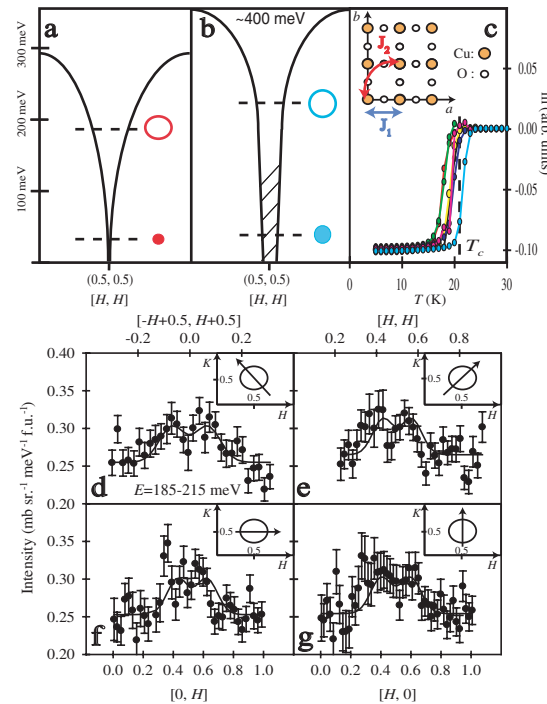 a
300 meV
200 meV
100 meV
(0.5, 0.5)
[H, H]
b
~400 meV
(0.5, 0.5)
[H, H]
c
b
J2
J1
a
Cu:
O :
0.05
0.00
-0.05
-0.10
Tc
0
10
20
30
T (K)
[-H+0.5, H+0.5]
-0.2
0.0
0.2
[H, H]
0.2
0.4
0.6
0.8
Intensity (mb sr.-1 meV-1 f.u.-1)
0.40
0.35
0.30
0.25
0.20
d
E=185-215 meV
K
0.5
0.5
H
e
K
0.5
0.5
H
0.35
0.30
0.25
0.20
f
K
0.5
0.5
H
0.0
0.2
0.4
0.6
0.8
1.0
[0, H]
g
K
0.5
0.5
H
0.0
0.2
0.4
0.6
0.8
1.0
[H, 0]